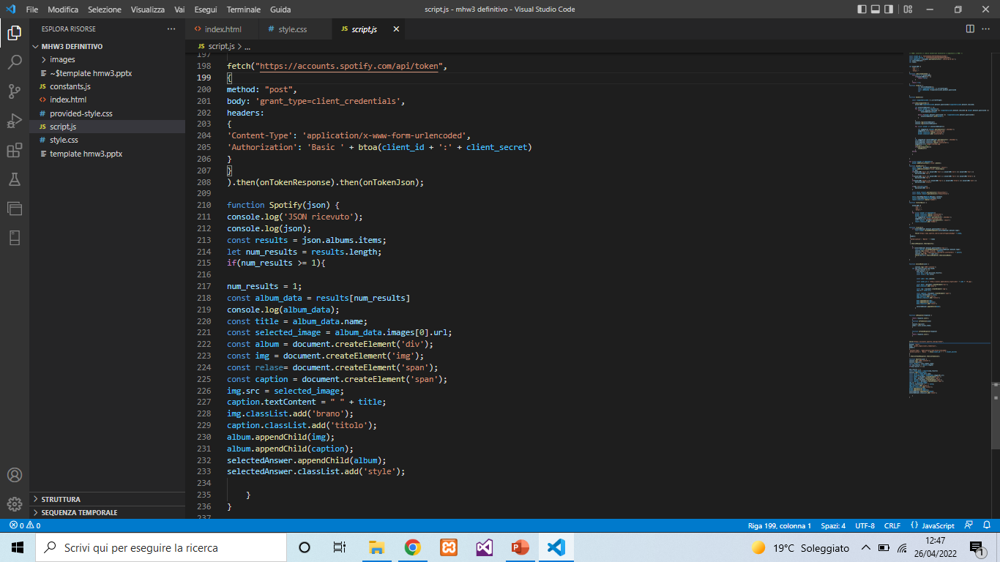 File Modifica Selezione Visualizza Vai Esegui Terminale Guida
script.js - mhw3 definitivo - Visual Studio Code
ESPLORA RISORSE
MHW3 DEFINITIVO
images
~$template hmw3.pptx
JS constants.js
<> index.html
# provided-style.css
JS script.js
# style.css
template hmw3.pptx
STRUTTURA
SEQUENZA TEMPORALE
<> index.html # style.css JS script.js
JS script.js > ...
197
198 fetch("https://accounts.spotify.com/api/token",
199 {
200 method: "post",
201 body: 'grant_type=client_credentials',
202 headers:
203 {
204 'Content-Type': 'application/x-www-form-urlencoded',
205 'Authorization': 'Basic ' + btoa(client_id + ':' + client_secret)
206 }
207 }
208 ).then(onTokenResponse).then(onTokenJson);
209
210 function Spotify(json) {
211 console.log('JSON ricevuto');
212 console.log(json);
213 const results = json.albums.items;
214 let num_results = results.length;
215 if(num_results >= 1){
216
217 num_results = 1;
218 const album_data = results[num_results]
219 console.log(album_data);
220 const title = album_data.name;
221 const selected_image = album_data.images[0].url;
222 const album = document.createElement('div');
223 const img = document.createElement('img');
224 const relase= document.createElement('span');
225 const caption = document.createElement('span');
226 img.src = selected_image;
227 caption.textContent = " " + title;
228 img.classList.add('brano');
229 caption.classList.add('titolo');
230 album.appendChild(img);
231 album.appendChild(caption);
232 selectedAnswer.appendChild(album);
233 selectedAnswer.classList.add('style');
234
235 }
236 }
237
0 0
Riga 199, colonna 1 Spazi: 4 UTF-8 CRLF {} JavaScript
Scrivi qui per eseguire la ricerca
19°C Soleggiato
12:47
26/04/2022
1